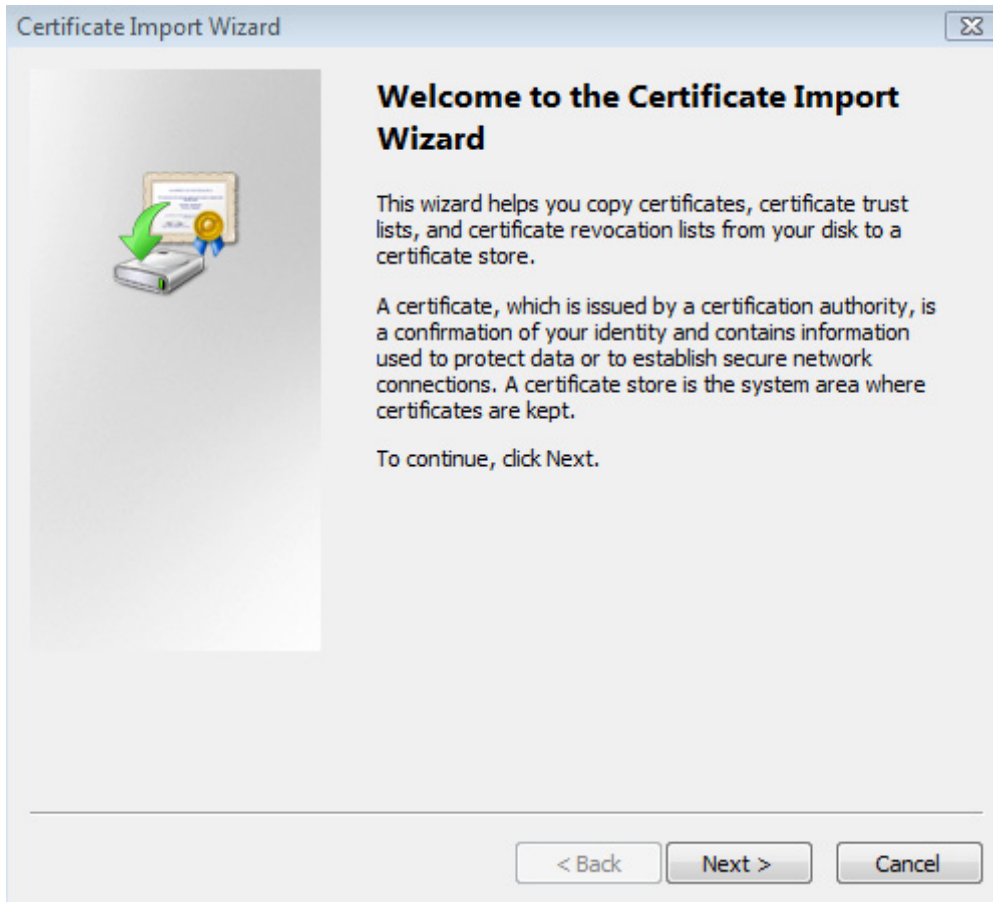 Certificate Import Wizard
Welcome to the Certificate Import
Wizard
This wizard helps you copy certificates, certificate trust
lists, and certificate revocation lists from your disk to a
certificate store.
A certificate, which is issued by a certification authority, is
a confirmation of your identity and contains information
used to protect data or to establish secure network
connections. A certificate store is the system area where
certificates are kept.
To continue, click Next.
< Back
Next >
Cancel